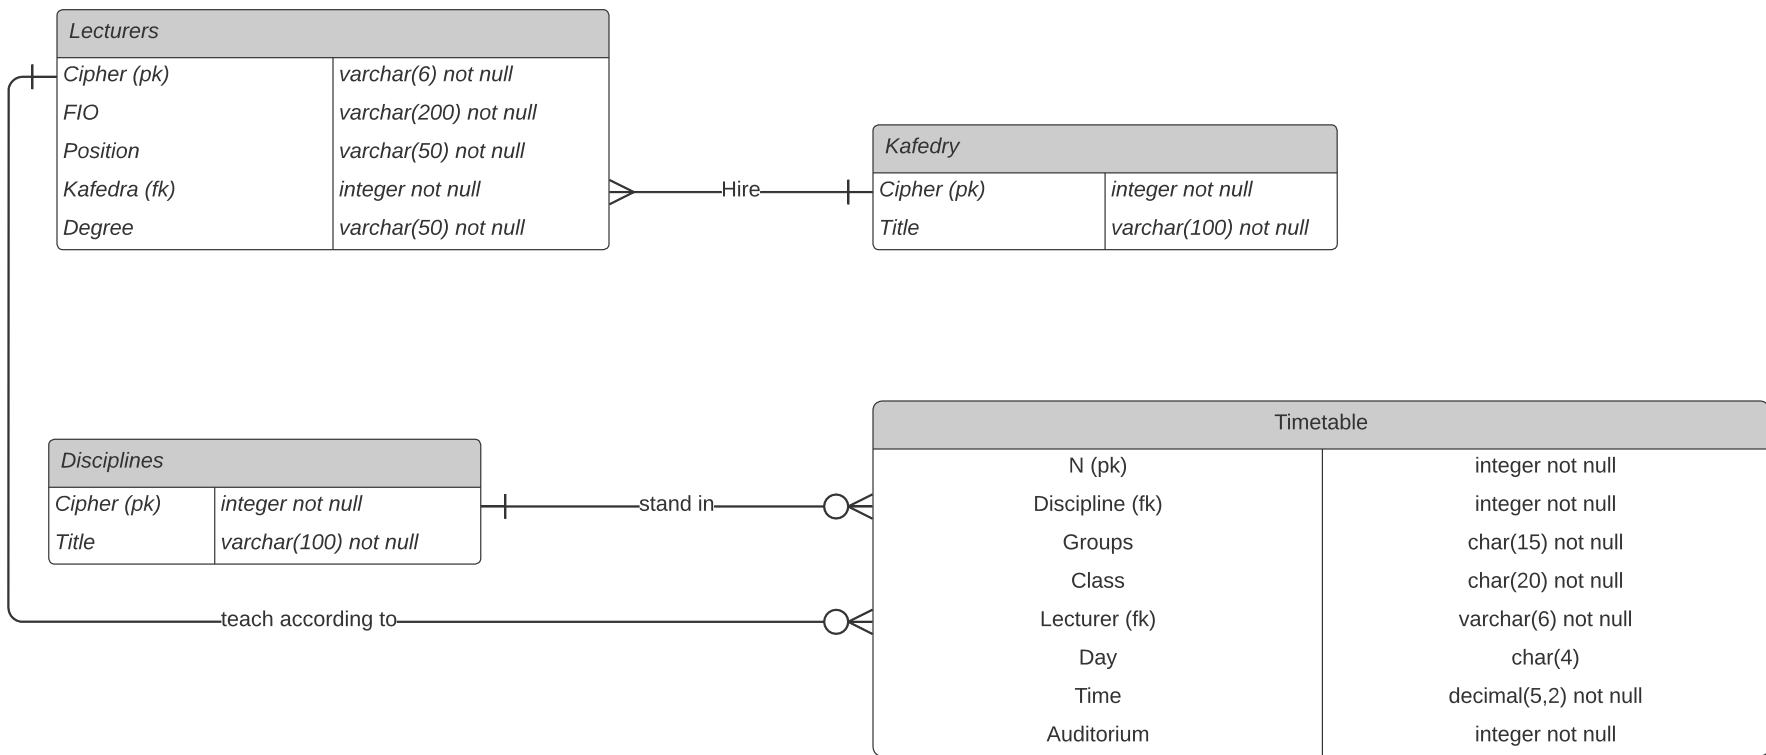 Lecturers
Cipher (pk) varchar(6) not null
FIO varchar(200) not null
Position varchar(50) not null
Kafedra (fk) integer not null
Degree varchar(50) not null
Hire
Kafedry
Cipher (pk) integer not null
Title varchar(100) not null
Disciplines
Cipher (pk) integer not null
Title varchar(100) not null
stand in
teach according to
Timetable
N (pk) integer not null
Discipline (fk) integer not null
Groups char(15) not null
Class char(20) not null
Lecturer (fk) varchar(6) not null
Day char(4)
Time decimal(5,2) not null
Auditorium integer not null